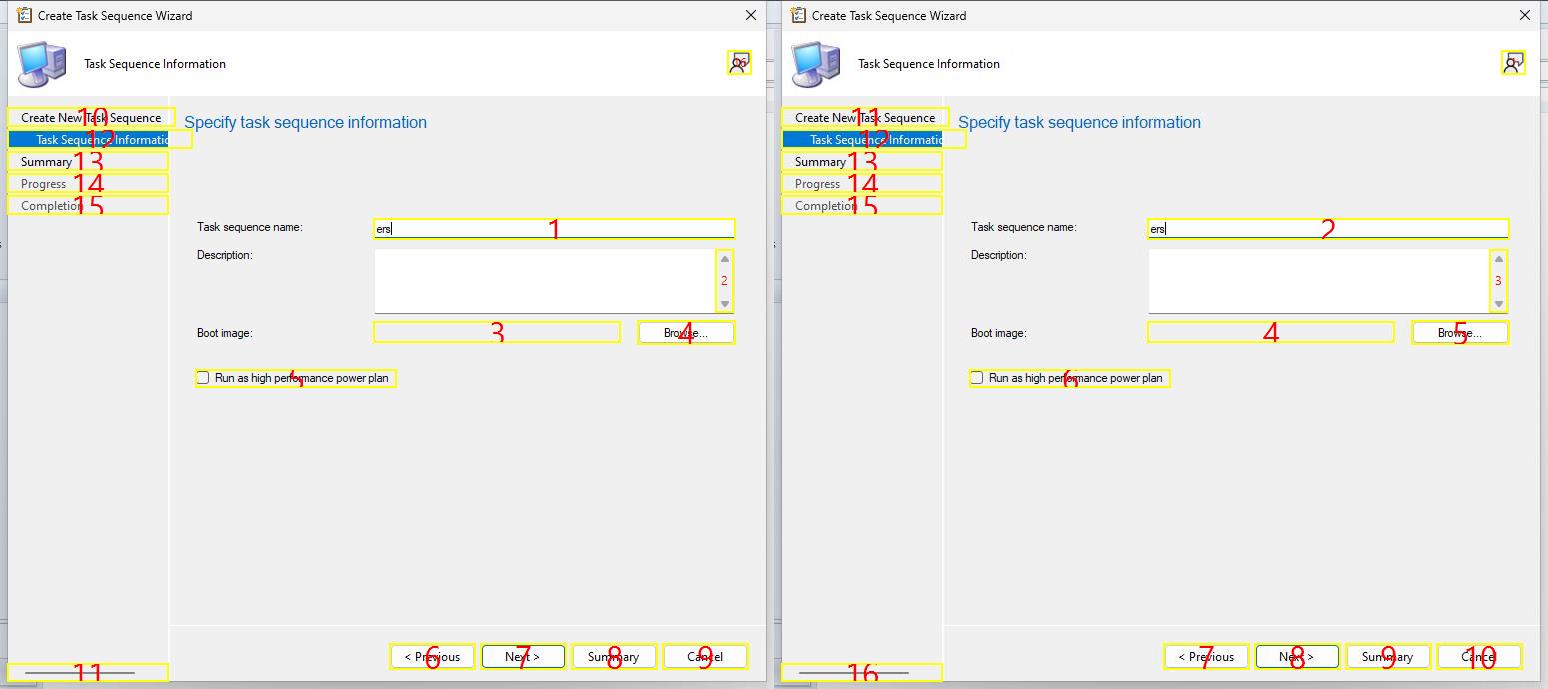 Create Task Sequence Wizard
Task Sequence Information
16
Create New Task Sequence
10
Task Sequence Informatio
12
Summary
13
Progress
14
Completion
15
11
Specify task sequence information
Task sequence name:
ers
1
Description:
2
Boot image:
3
Browse...
4
Run as high performance power plan
5
< Previous
6
Next >
7
Summary
8
Cancel
9
Create Task Sequence Wizard
Task Sequence Information
Create New Task Sequence
11
Task Sequence Informatio
12
Summary
13
Progress
14
Completion
15
16
Specify task sequence information
Task sequence name:
ers
2
Description:
3
Boot image:
4
Browse...
5
Run as high performance power plan
6
< Previous
7
Next >
8
Summary
9
Cancel
10